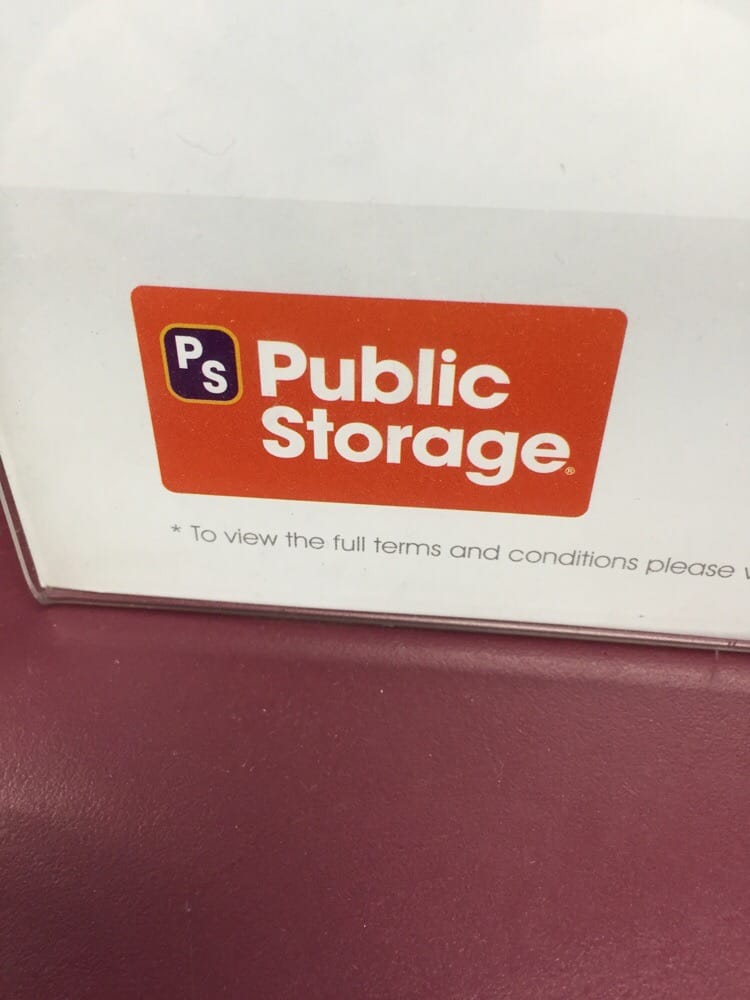 PS
Public
Storage®
* To view the full terms and conditions please